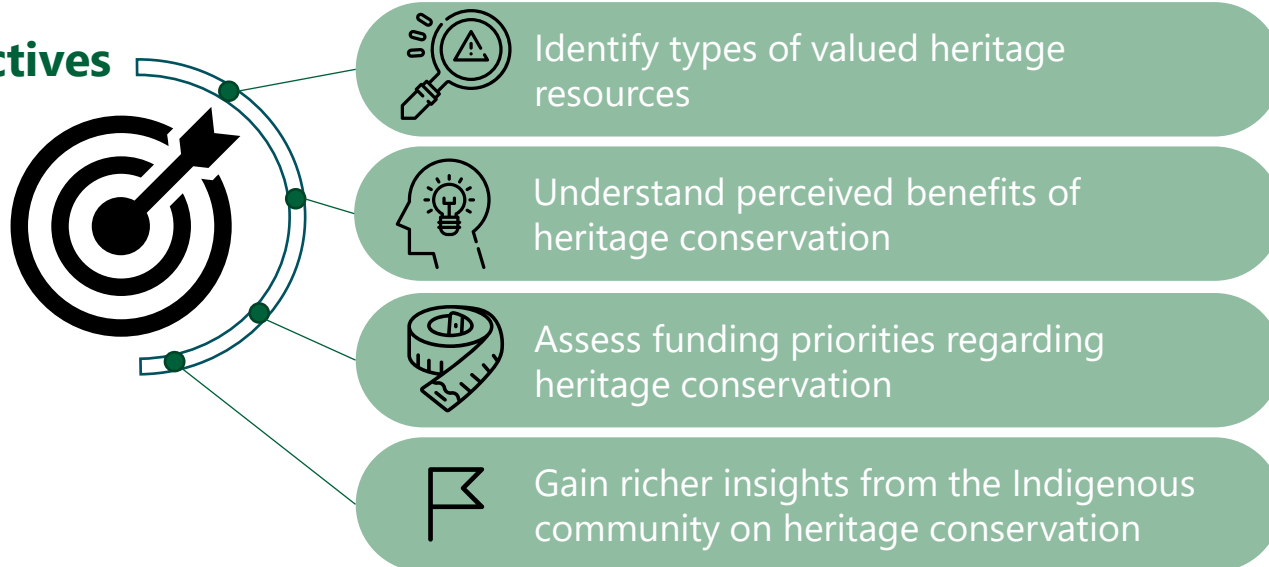 ctives
Identify types of valued heritage
resources
Understand perceived benefits of
heritage conservation
Assess funding priorities regarding
heritage conservation
Gain richer insights from the Indigenous
community on heritage conservation